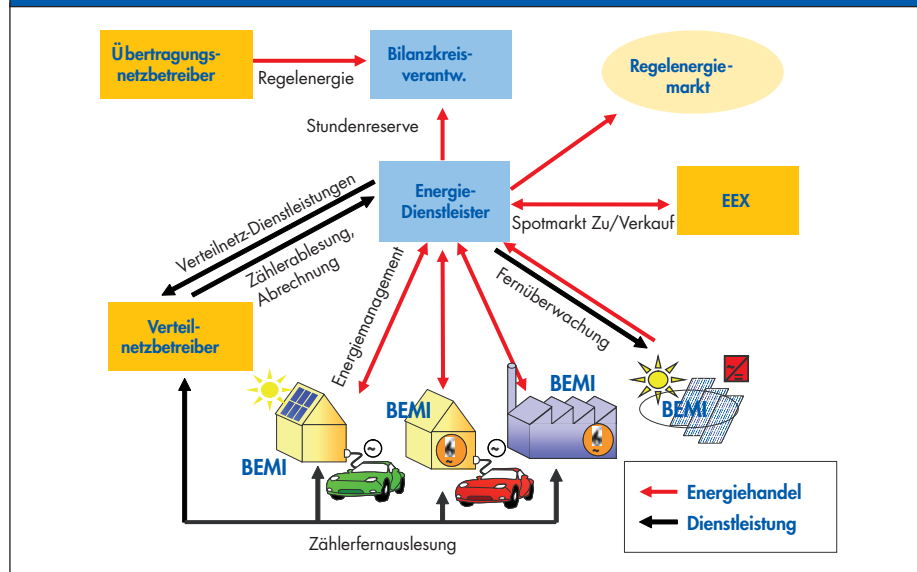 Übertragungs-
netzbetreiber
Regelenergie
Bilanzkreis-
verantw.
Regelenergie-
markt
Stundenreserve
Energie-
Dienstleister
EEX
Spotmarkt Zu/Verkauf
Verteilnetz-Dienstleistungen
Zählerablesung,
Abrechnung
Energiemanagement
Fernüberwachung
Verteil-
netzbetreiber
BEMI
BEMI
BEMI
BEMI
~
~
Energiehandel
Dienstleistung
Zählerfernauslesung